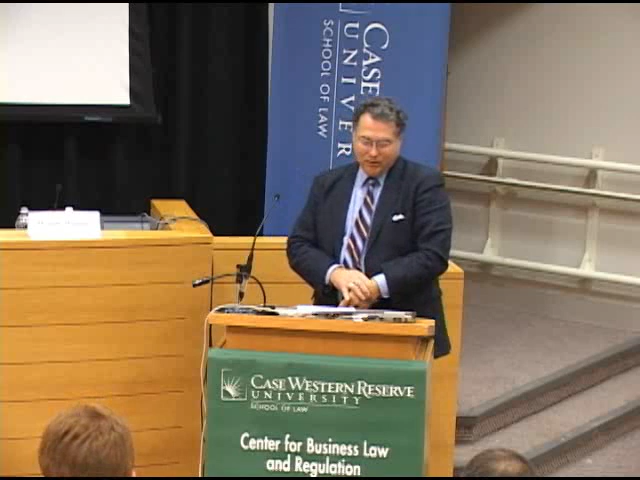 CASE
UNIVER
SCHOOL OF LAW
CASE WESTERN RESERVE
UNIVERSITY
SCHOOL OF LAW
Center for Business Law
and Regulation